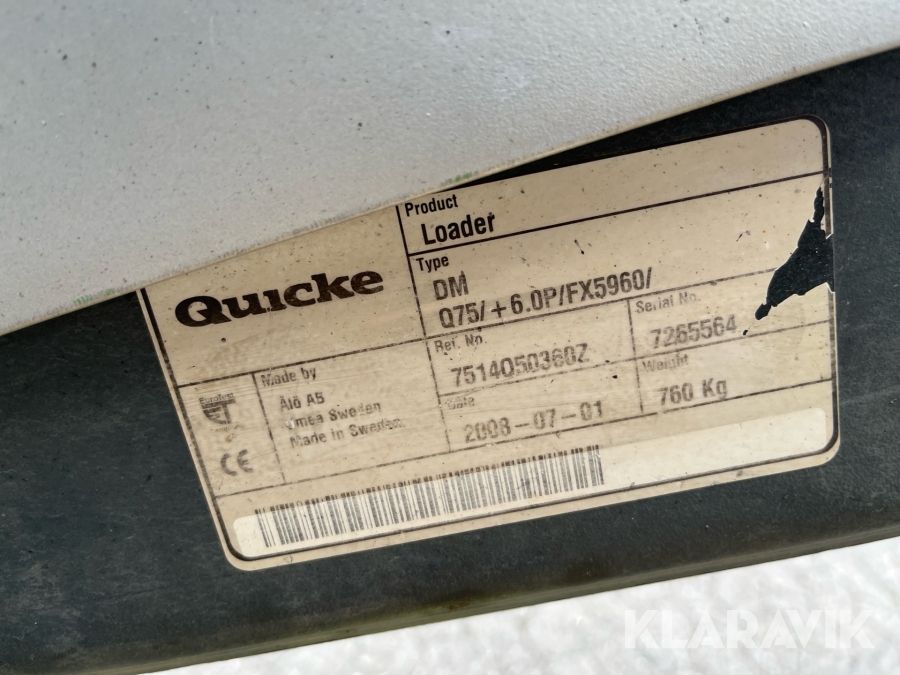 Quicke
Product
Loader
Type
DM
Q75/+6.0P/FX5960/
Ref. No.
7514050360Z
Serial No.
7265564
Date
2008-07-01
Weight
760 Kg
Made by
Ålö AB
Umeå Sweden
Made in Sweden
CE
KLARAVIK